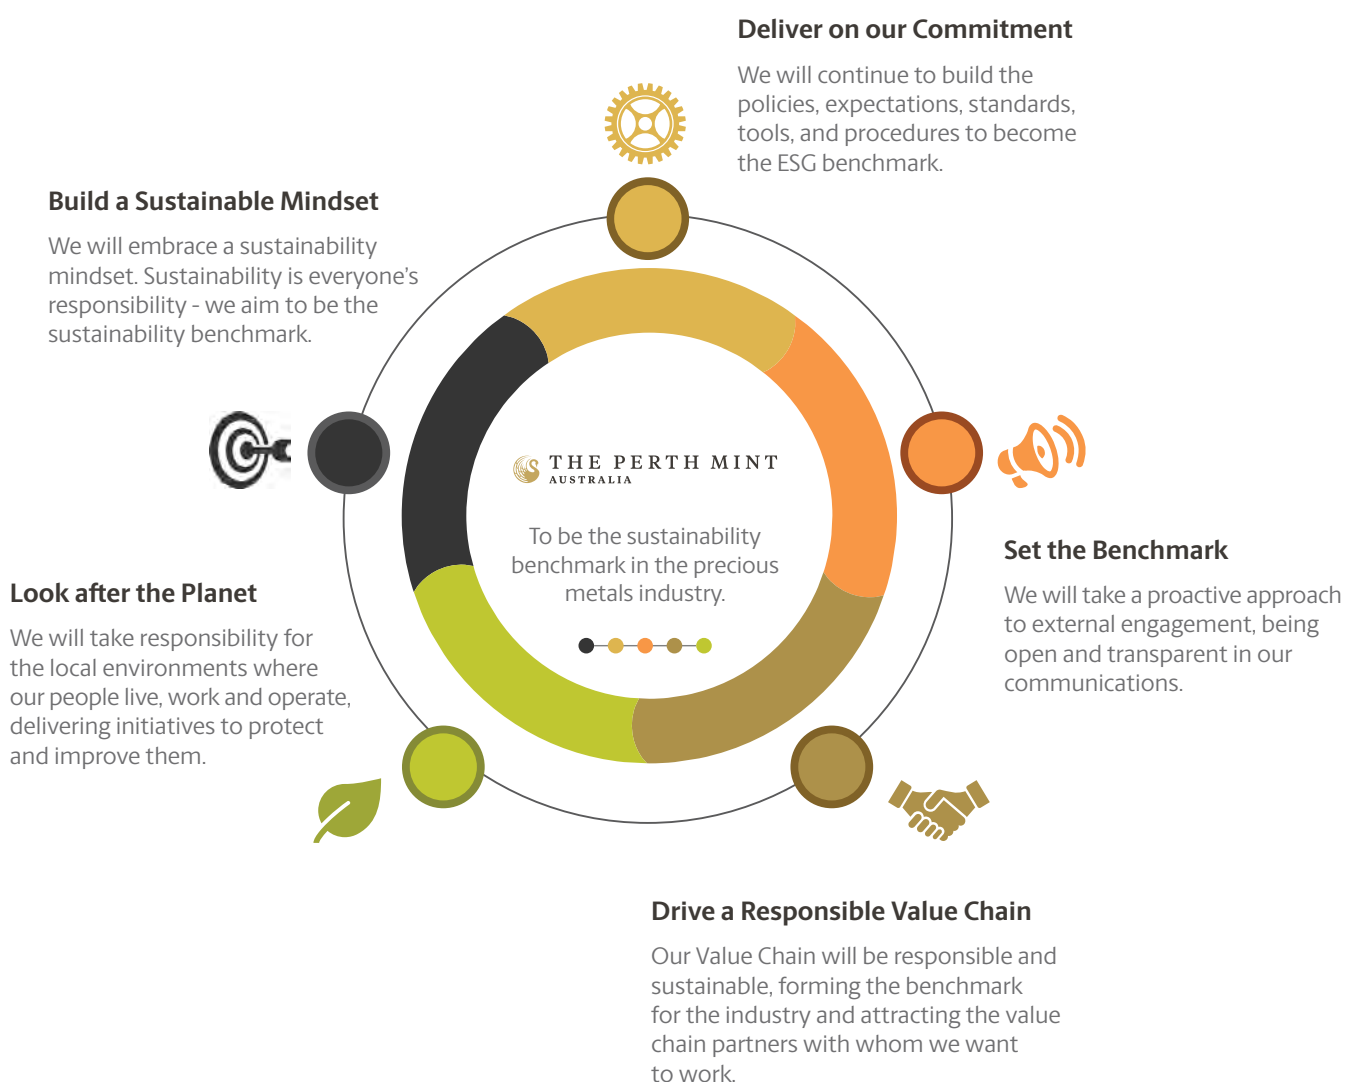 Deliver on our Commitment
We will continue to build the
policies, expectations, standards,
tools, and procedures to become
the ESG benchmark.
Build a Sustainable Mindset
We will embrace a sustainability
mindset. Sustainability is everyone’s
responsibility - we aim to be the
sustainability benchmark.
THE PERTH MINT
AUSTRALIA
To be the sustainability
benchmark in the precious
metals industry.
Set the Benchmark
We will take a proactive approach
to external engagement, being
open and transparent in our
communications.
Look after the Planet
We will take responsibility for
the local environments where
our people live, work and operate,
delivering initiatives to protect
and improve them.
Drive a Responsible Value Chain
Our Value Chain will be responsible and
sustainable, forming the benchmark
for the industry and attracting the value
chain partners with whom we want
to work.